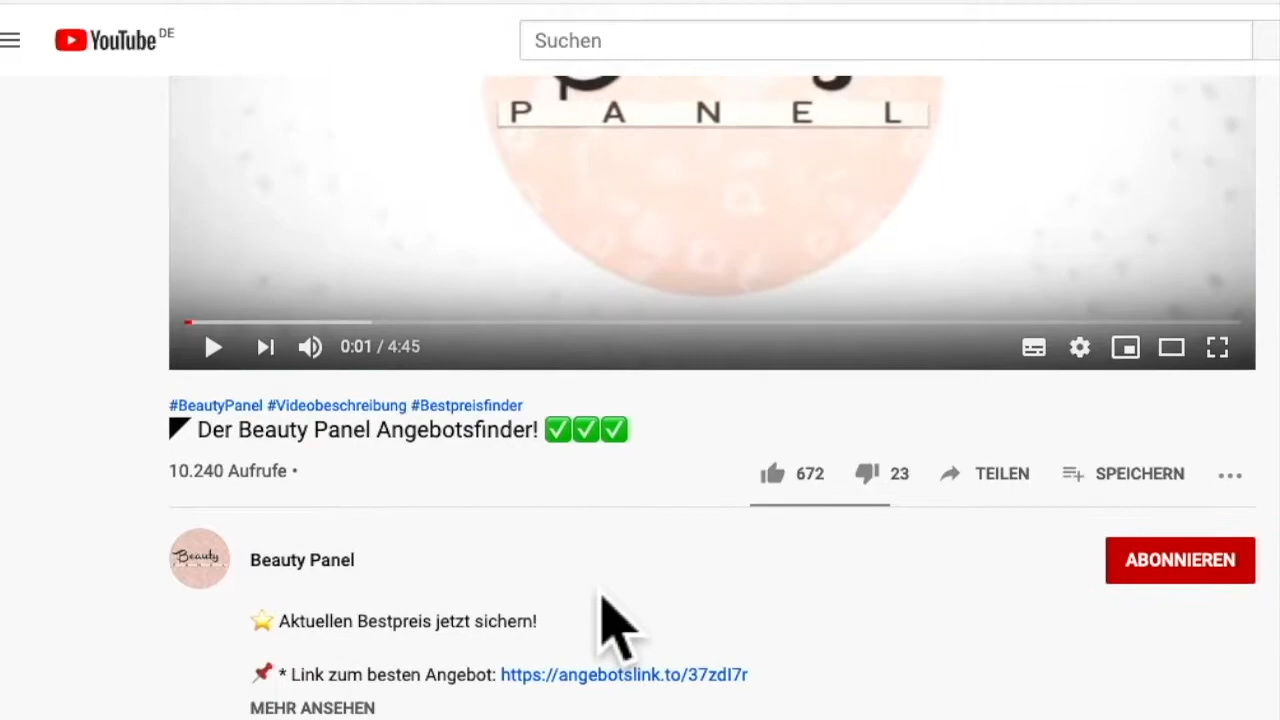 YouTube DE
Suchen
PANEL
0:01 / 4:45
#BeautyPanel #Videobeschreibung #Bestpreisfinder
◤ Der Beauty Panel Angebotsfinder! ✅✅✅
10.240 Aufrufe •
672
23
TEILEN
SPEICHERN
Beauty
Beauty Panel
ABONNIEREN
⭐ Aktuellen Bestpreis jetzt sichern!
📌 * Link zum besten Angebot: https://angebotslink.to/37zdI7r
MEHR ANSEHEN